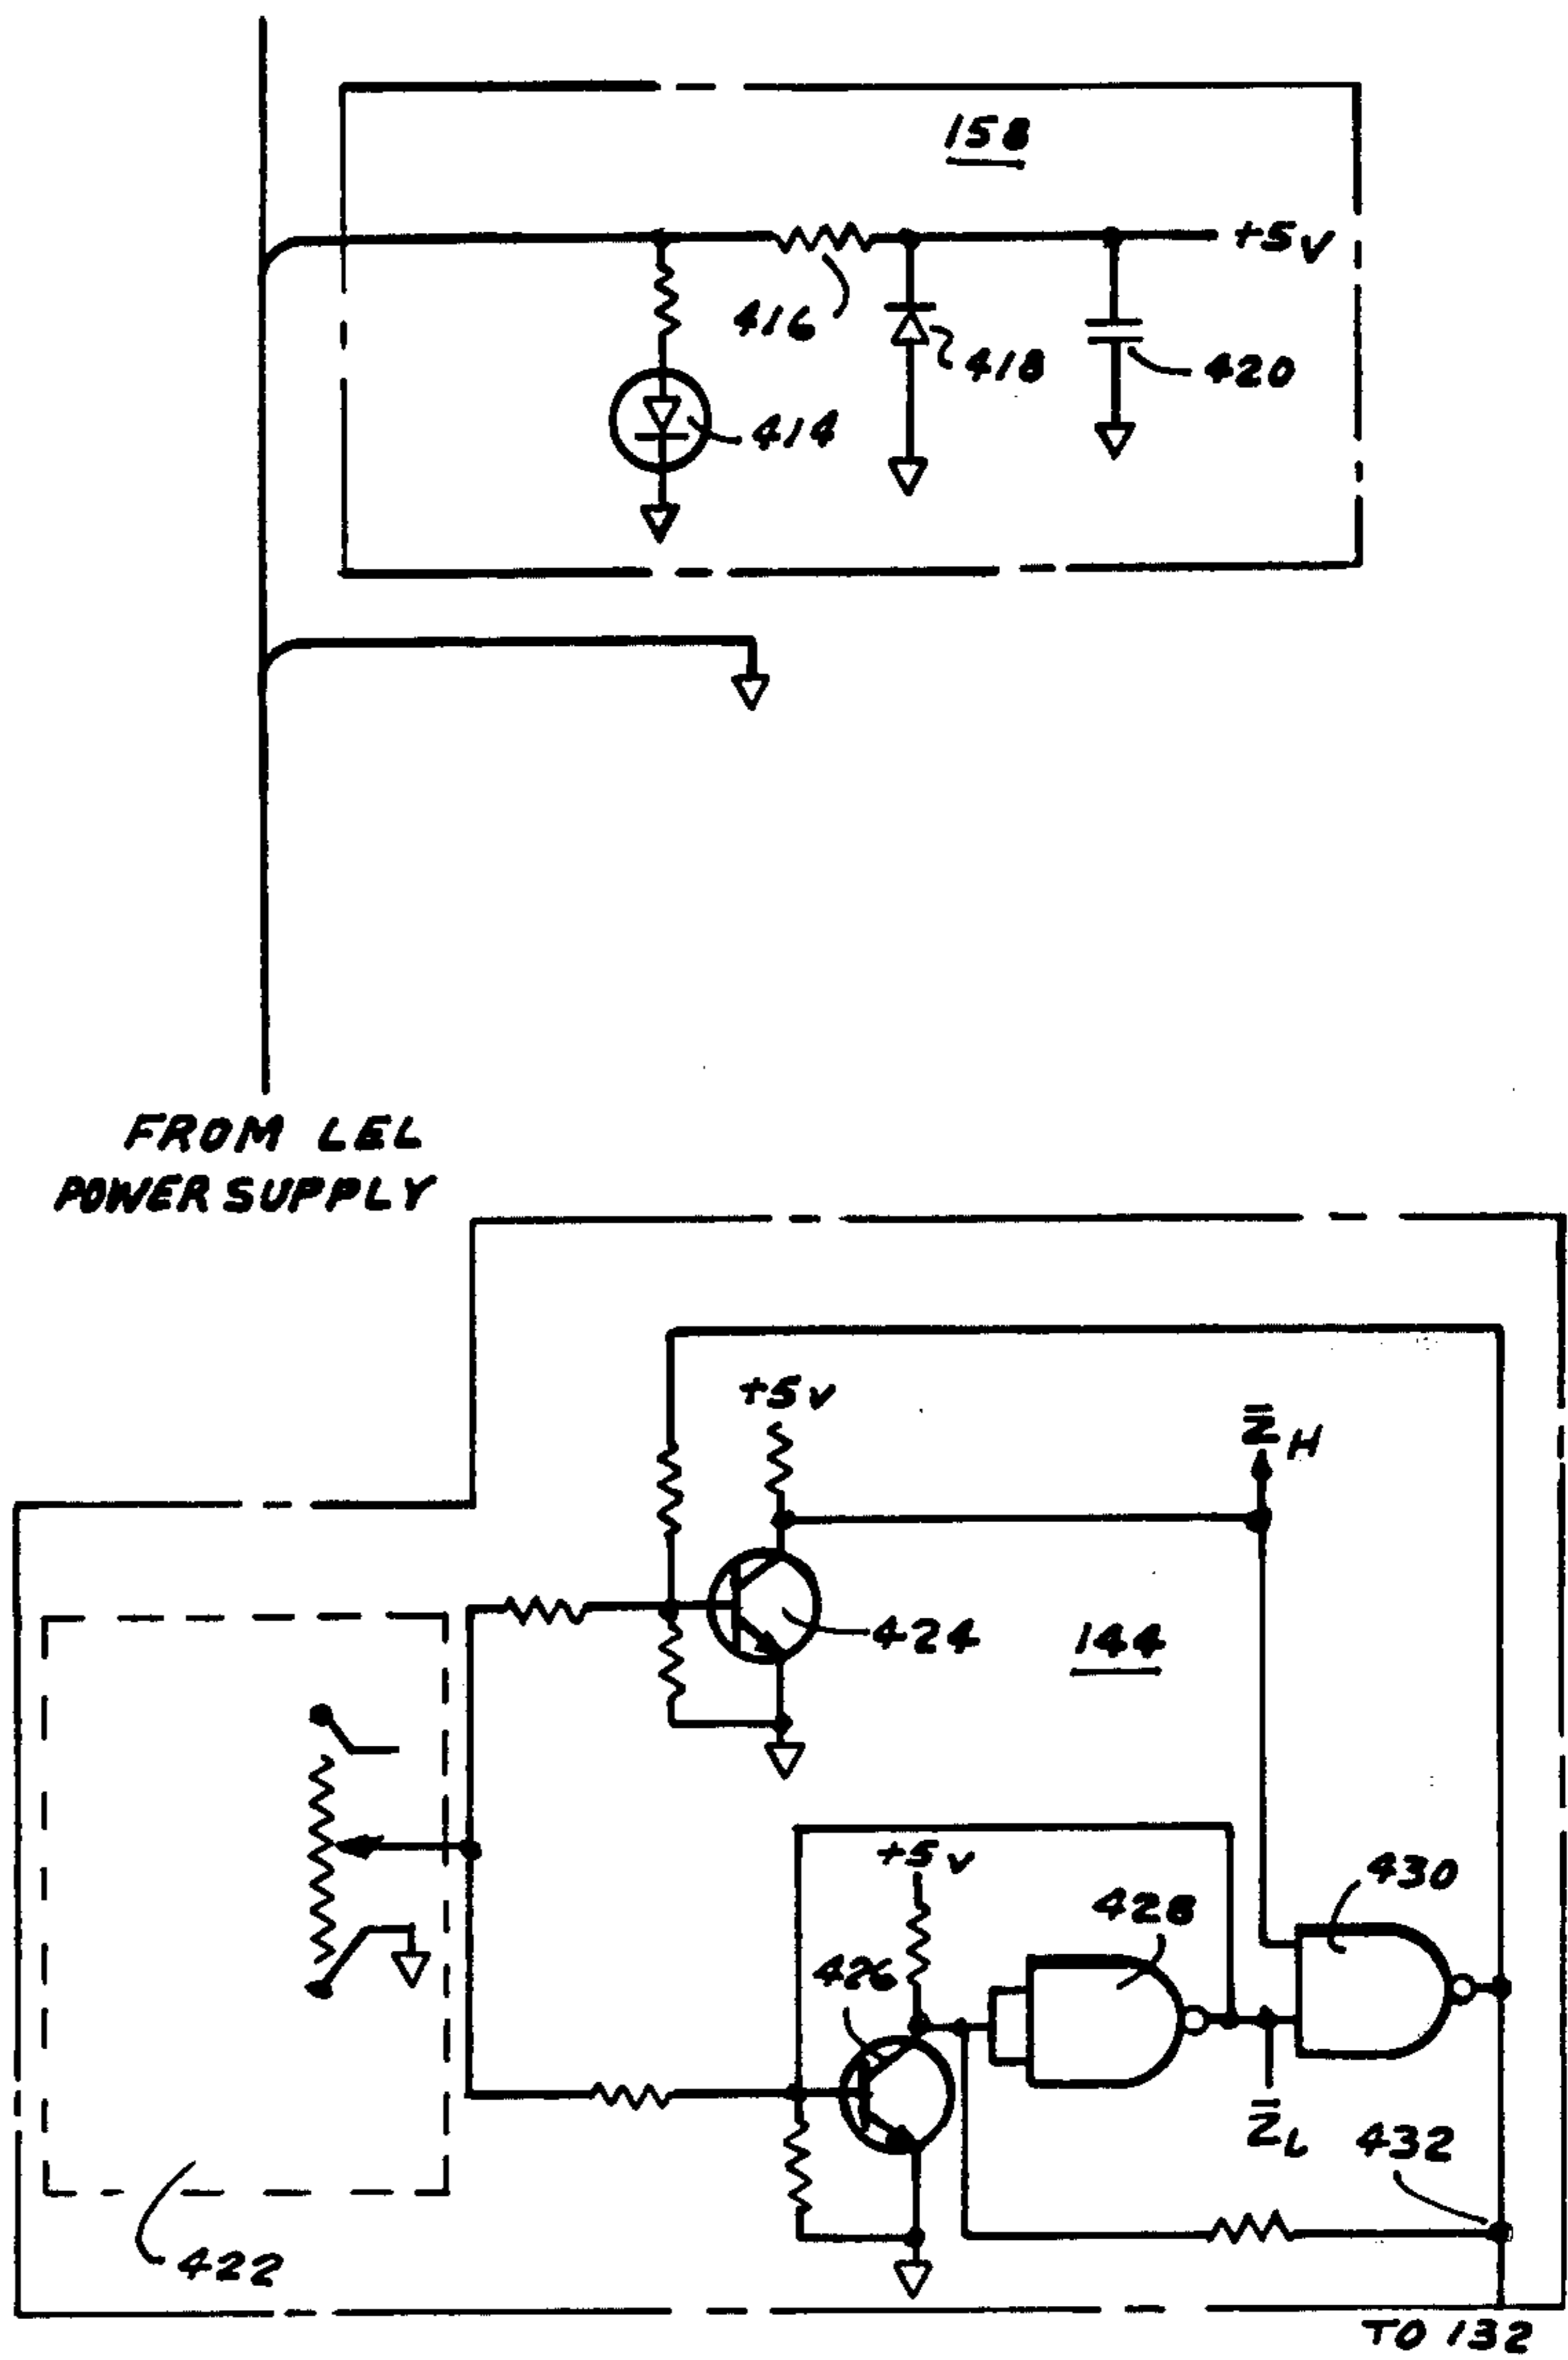 158
+5V
416
418
420
414
FROM LEL
POWER SUPPLY
+5V
Z̄H
424
144
+5V
430
428
426
Z̄L
432
422
TO 132